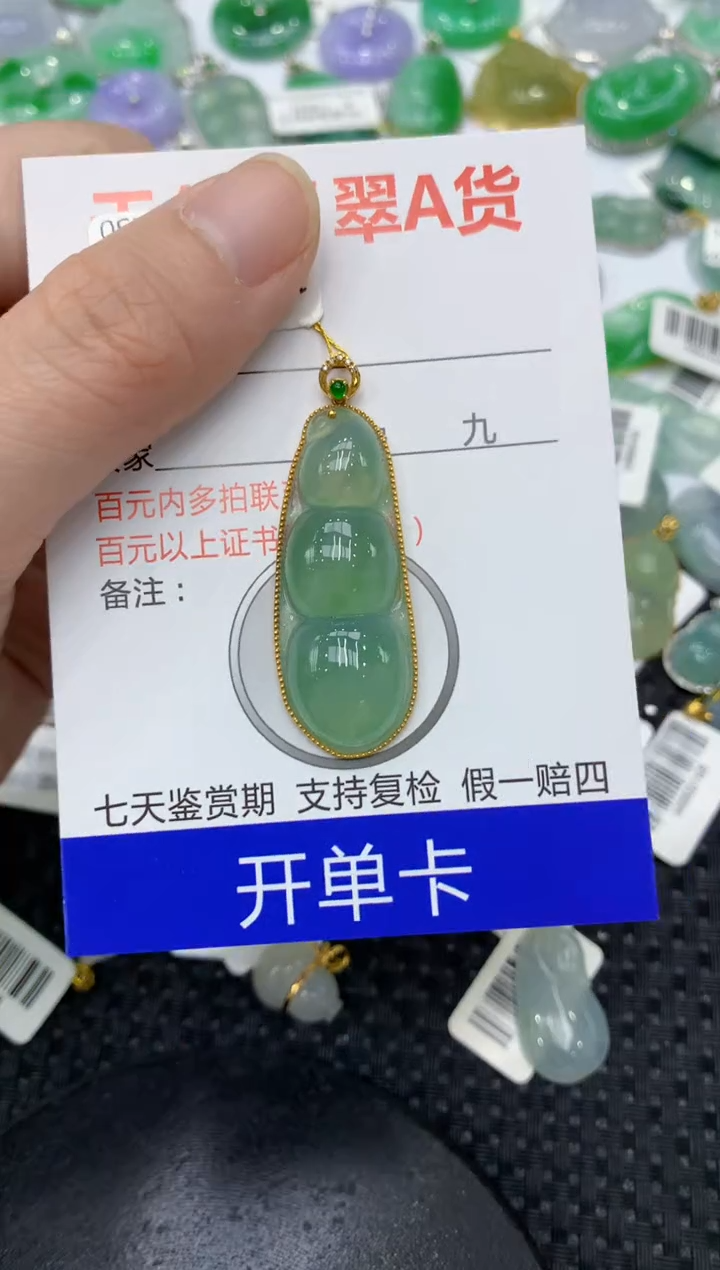 翠A货
九
百元内多拍联
百元以上证书 )
备注：
七天鉴赏期 支持复检 假一赔四
开单卡